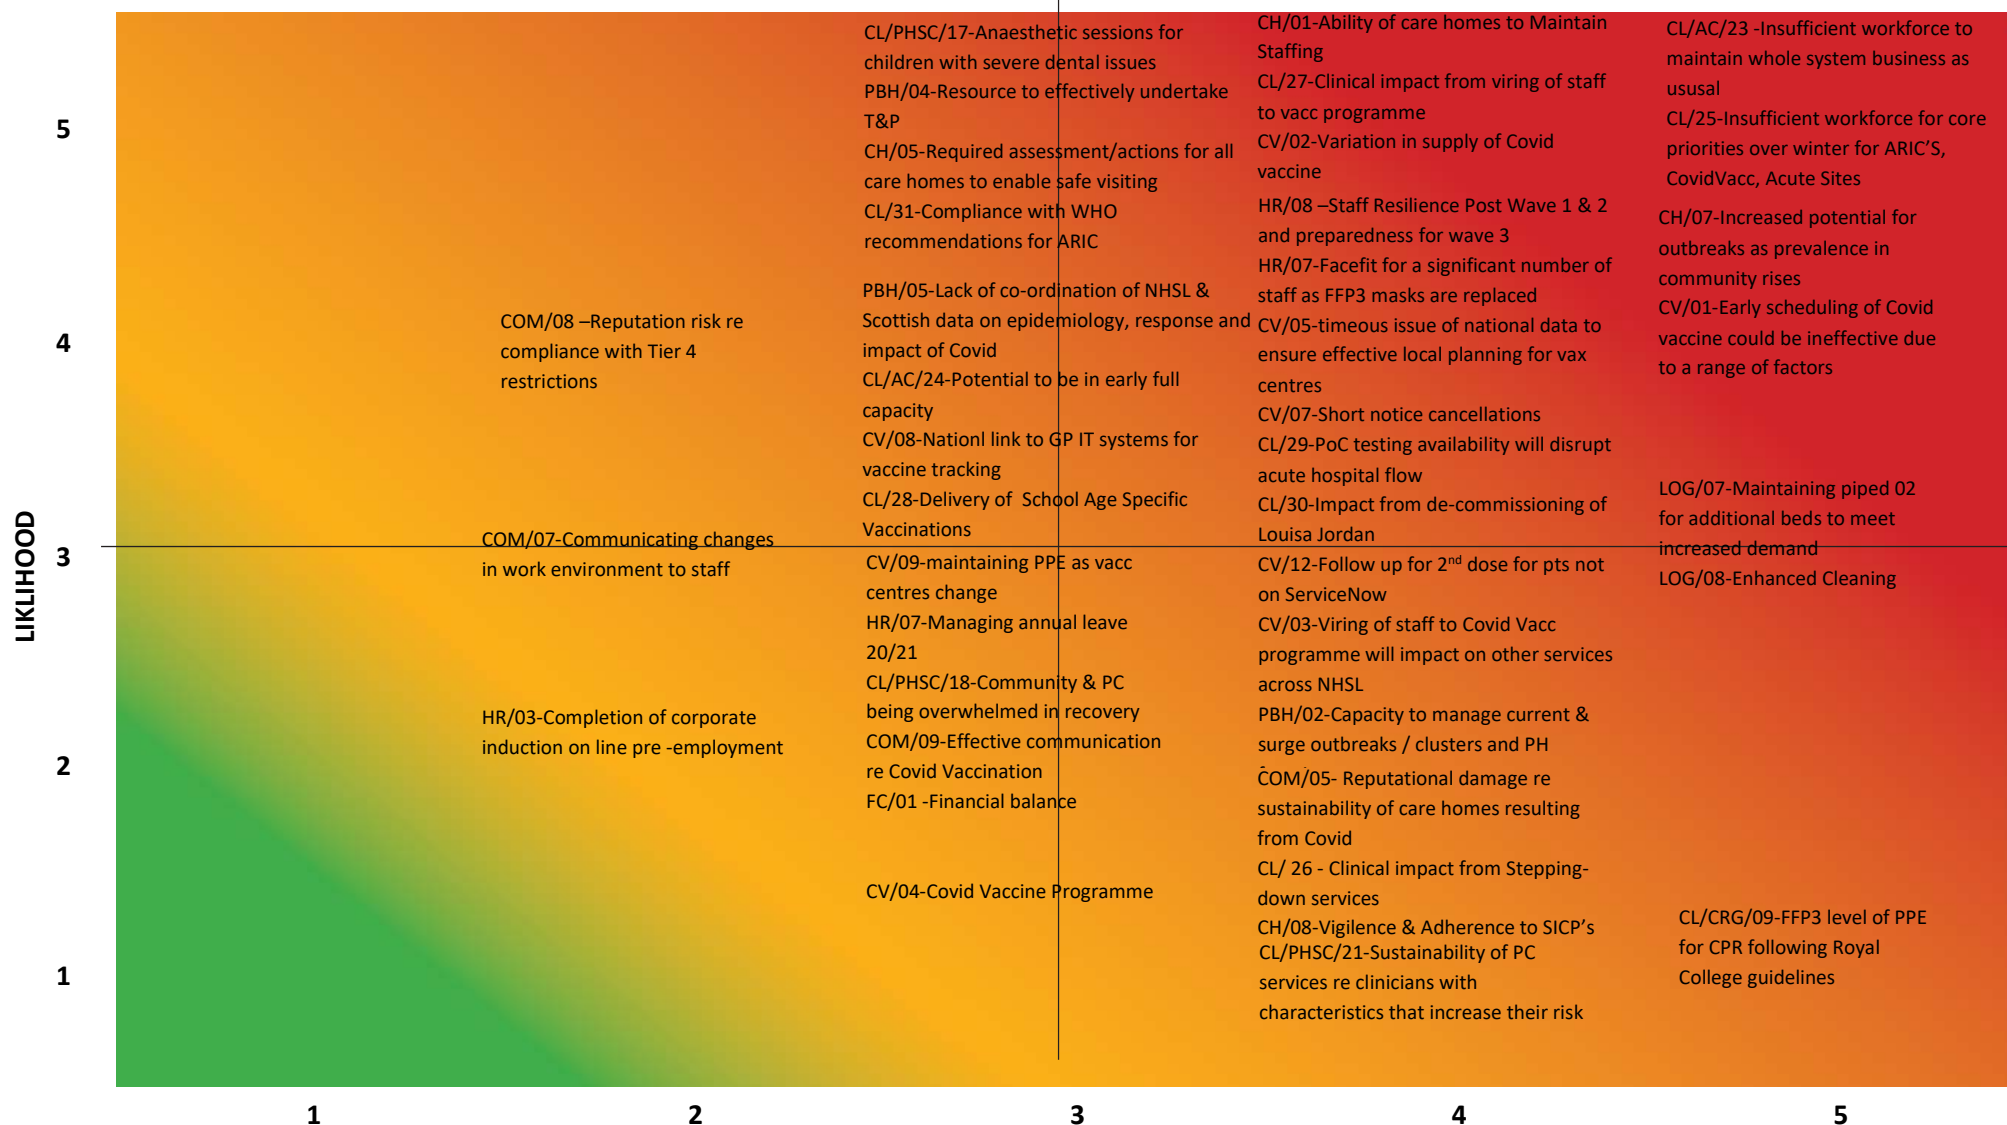 LIKLIHOOD
5
4
3
2
1
COM/08 –Reputation risk re
compliance with Tier 4
restrictions
COM/07-Communicating changes
in work environment to staff
HR/03-Completion of corporate
induction on line pre -employment
CL/PHSC/17-Anaesthetic sessions for
children with severe dental issues
PBH/04-Resource to effectively undertake
T&P
CH/05-Required assessment/actions for all
care homes to enable safe visiting
CL/31-Compliance with WHO
recommendations for ARIC
PBH/05-Lack of co-ordination of NHSL &
Scottish data on epidemiology, response and
impact of Covid
CL/AC/24-Potential to be in early full
capacity
CV/08-Nationl link to GP IT systems for
vaccine tracking
CL/28-Delivery of School Age Specific
Vaccinations
CV/09-maintaining PPE as vacc
centres change
HR/07-Managing annual leave
20/21
CL/PHSC/18-Community & PC
being overwhelmed in recovery
COM/09-Effective communication
re Covid Vaccination
FC/01 -Financial balance
CV/04-Covid Vaccine Programme
CH/01-Ability of care homes to Maintain
Staffing
CL/27-Clinical impact from viring of staff
to vacc programme
CV/02-Variation in supply of Covid
vaccine
HR/08 –Staff Resilience Post Wave 1 & 2
and preparedness for wave 3
HR/07-Facefit for a significant number of
staff as FFP3 masks are replaced
CV/05-timeous issue of national data to
ensure effective local planning for vax
centres
CV/07-Short notice cancellations
CL/29-PoC testing availability will disrupt
acute hospital flow
CL/30-Impact from de-commissioning of
Louisa Jordan
CV/12-Follow up for 2nd dose for pts not
on ServiceNow
CV/03-Viring of staff to Covid Vacc
programme will impact on other services
across NHSL
PBH/02-Capacity to manage current &
surge outbreaks / clusters and PH
COM/05- Reputational damage re
sustainability of care homes resulting
from Covid
CL/ 26 - Clinical impact from Stepping-
down services
CH/08-Vigilence & Adherence to SICP’s
CL/PHSC/21-Sustainability of PC
services re clinicians with
characteristics that increase their risk
CL/AC/23 -Insufficient workforce to
maintain whole system business as
ususal
CL/25-Insufficient workforce for core
priorities over winter for ARIC’S,
CovidVacc, Acute Sites
CH/07-Increased potential for
outbreaks as prevalence in
community rises
CV/01-Early scheduling of Covid
vaccine could be ineffective due
to a range of factors
LOG/07-Maintaining piped 02
for additional beds to meet
increased demand
LOG/08-Enhanced Cleaning
CL/CRG/09-FFP3 level of PPE
for CPR following Royal
College guidelines
1
2
3
4
5